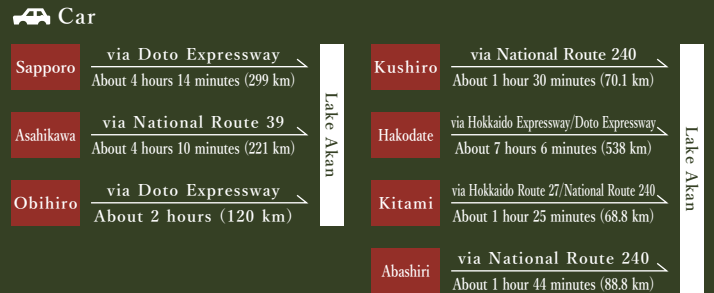 Car
Sapporo
via Doto Expressway
About 4 hours 14 minutes (299 km)
Asahikawa
via National Route 39
About 4 hours 10 minutes (221 km)
Obihiro
via Doto Expressway
About 2 hours (120 km)
Lake Akan
Kushiro
via National Route 240
About 1 hour 30 minutes (70.1 km)
Hakodate
via Hokkaido Expressway/Doto Expressway
About 7 hours 6 minutes (538 km)
Kitami
via Hokkaido Route 27/National Route 240
About 1 hour 25 minutes (68.8 km)
Abashiri
via National Route 240
About 1 hour 44 minutes (88.8 km)
Lake Akan